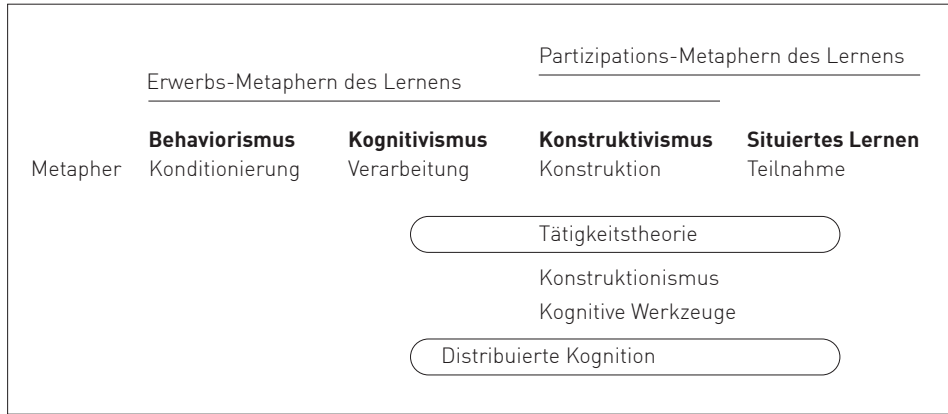 Partizipations-Metaphern des Lernens
Erwerbs-Metaphern des Lernens
Behaviorismus Kognitivismus Konstruktivismus Situiertes Lernen
Metapher Konditionierung Verarbeitung Konstruktion Teilnahme
Tätigkeitstheorie
Konstruktionismus
Kognitive Werkzeuge
Distribuierte Kognition